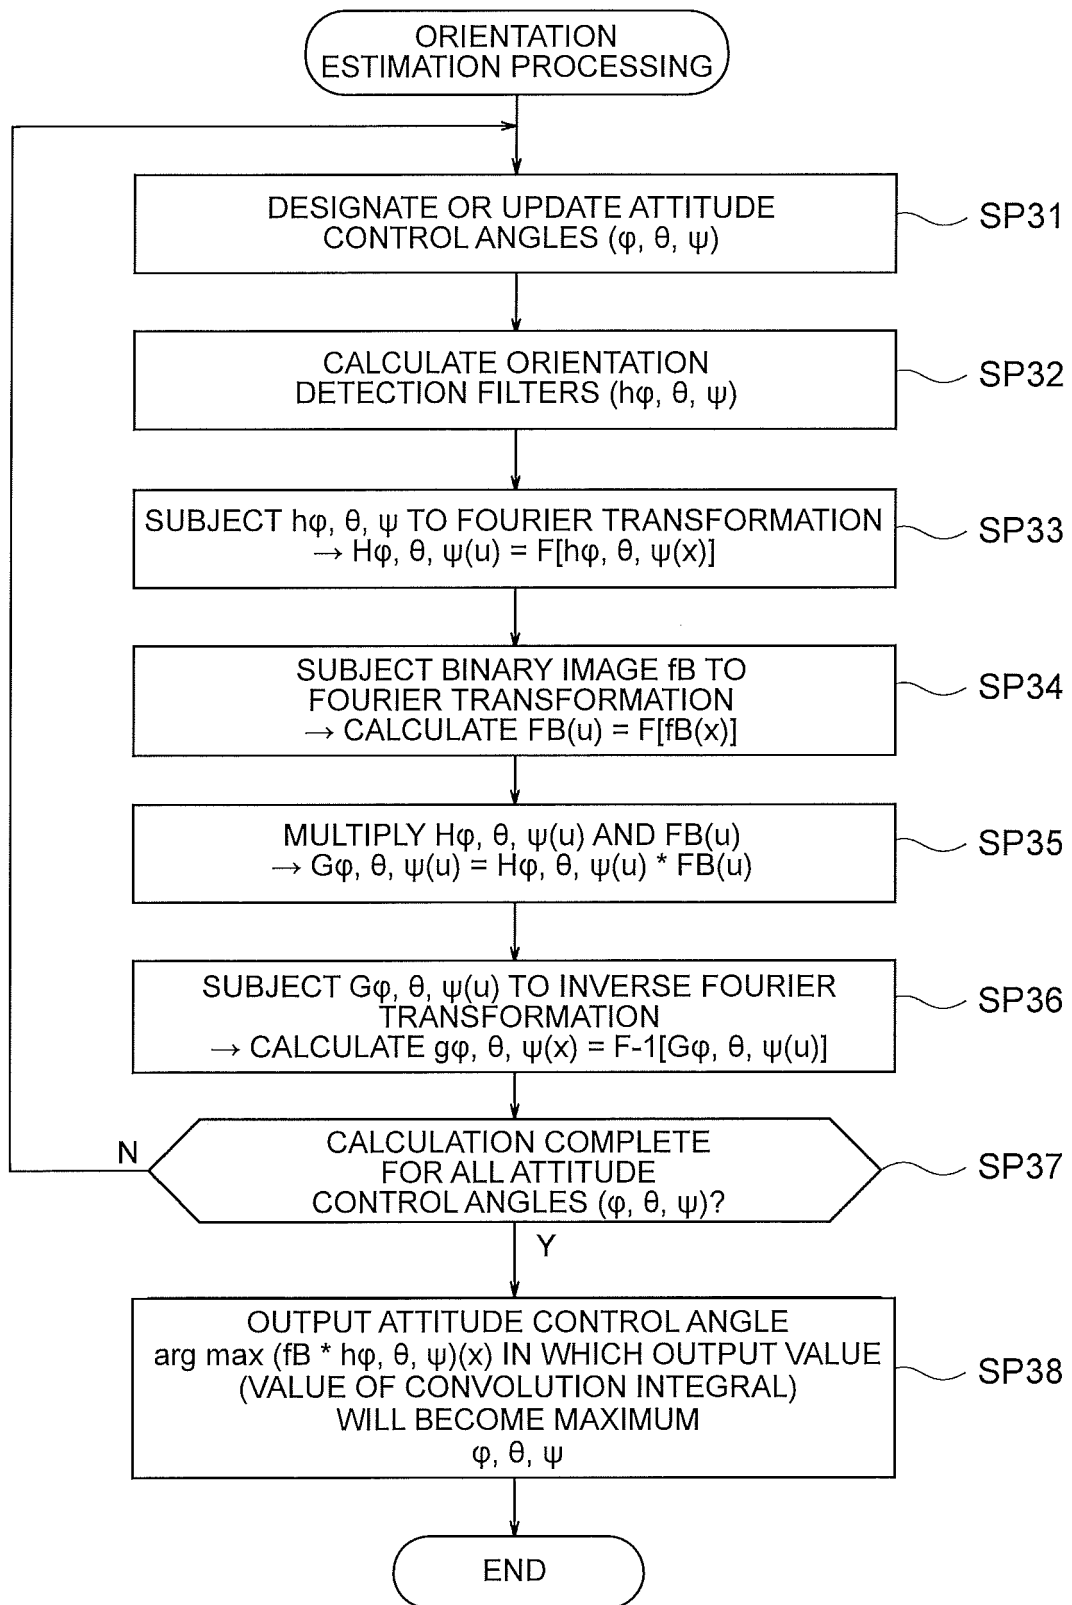 ORIENTATION
ESTIMATION PROCESSING
DESIGNATE OR UPDATE ATTITUDE
CONTROL ANGLES (φ, θ, ψ)
SP31
CALCULATE ORIENTATION
DETECTION FILTERS (hφ, θ, ψ)
SP32
SUBJECT hφ, θ, ψ TO FOURIER TRANSFORMATION
→ Hφ, θ, ψ(u) = F[hφ, θ, ψ(x)]
SP33
SUBJECT BINARY IMAGE fB TO
FOURIER TRANSFORMATION
→ CALCULATE FB(u) = F[fB(x)]
SP34
MULTIPLY Hφ, θ, ψ(u) AND FB(u)
→ Gφ, θ, ψ(u) = Hφ, θ, ψ(u) * FB(u)
SP35
SUBJECT Gφ, θ, ψ(u) TO INVERSE FOURIER
TRANSFORMATION
→ CALCULATE gφ, θ, ψ(x) = F-1[Gφ, θ, ψ(u)]
SP36
N
CALCULATION COMPLETE
FOR ALL ATTITUDE
CONTROL ANGLES (φ, θ, ψ)?
SP37
Y
OUTPUT ATTITUDE CONTROL ANGLE
arg max (fB * hφ, θ, ψ)(x) IN WHICH OUTPUT VALUE
(VALUE OF CONVOLUTION INTEGRAL)
WILL BECOME MAXIMUM
φ, θ, ψ
SP38
END